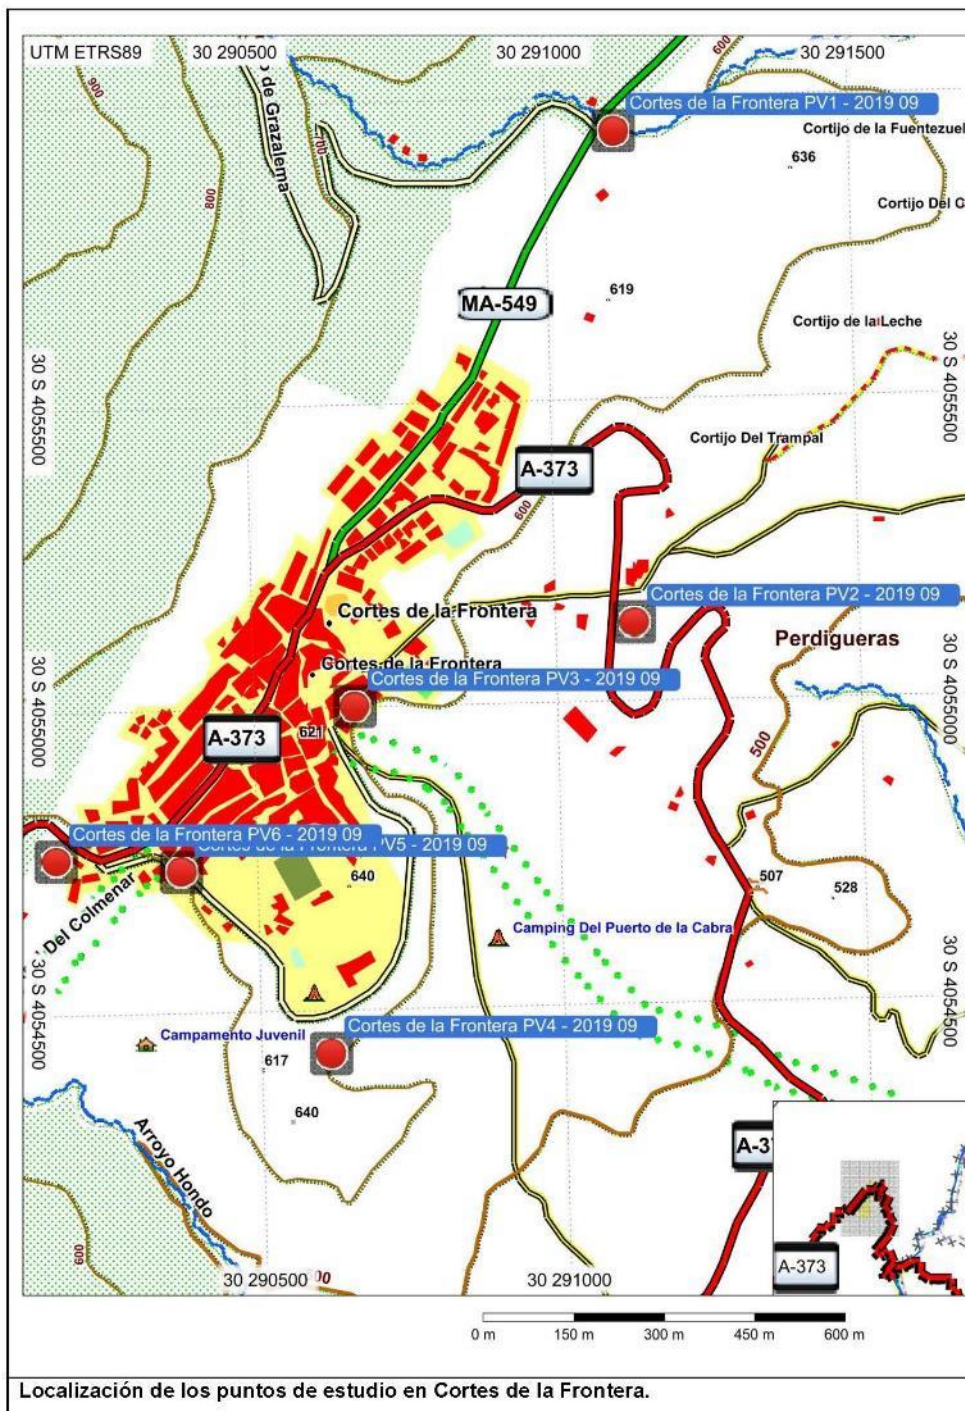 UTM ETRS89
30 290500
30 291000
30 291500
600
900
o de Grazalema
Cortes de la Frontera PV1 - 2019 09
Cortijo de la Fuentezuel
700
636
Cortijo Del G
800
619
MA-549
Cortijo de la Leche
30 S 4055500
30 S 4055500
Cortijo Del Trampal
A-373
600
Cortes de la Frontera PV2 - 2019 09
Cortes de la Frontera
Perdigueras
Cortes de la Frontera
Cortes de la Frontera PV3 - 2019 09
30 S 4055000
30 S 4055000
A-373
621
500
Cortes de la Frontera PV6 - 2019 09
Cortes de la Frontera PV5 - 2019 09
640
507
528
Del Colmenar
Camping Del Puerto de la Cabra
30 S 4054500
30 S 4054500
Cortes de la Frontera PV4 - 2019 09
Campamento Juvenil
617
640
Arroyo Hondo
A-37
600
A-373
30 290500
00
30 291000
0 m
150 m
300 m
450 m
600 m
Localización de los puntos de estudio en Cortes de la Frontera.